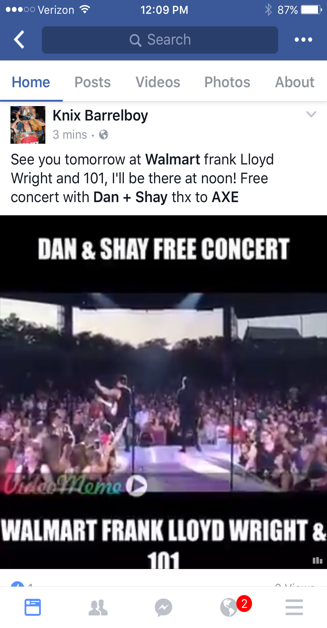 Verizon 12:09 PM 87%
Search
Home Posts Videos Photos About
Knix Barrelboy
3 mins
See you tomorrow at Walmart frank Lloyd
Wright and 101, I'll be there at noon! Free
concert with Dan + Shay thx to AXE
DAN & SHAY FREE CONCERT
VideoMeme
WALMART FRANK LLOYD WRIGHT &
101
2